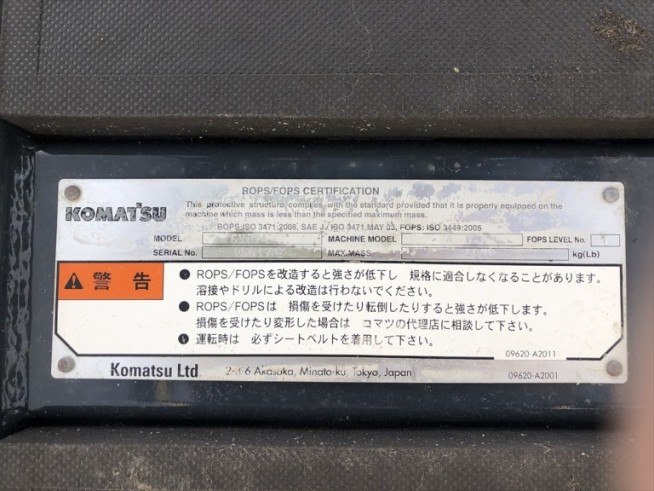 ROPS/FOPS CERTIFICATION
KOMATSU
This protective structure complies with the standard provided that it is properly equipped on the
machine which mass is less than the specified maximum mass.
ROPS:ISO 3471:2008, SAE J/ISO 3471 MAY 03, FOPS: ISO 3449:2005
MODEL MACHINE MODEL FOPS LEVEL No. 1
SERIAL No. MAX.MASS kg(Lb)
警告
● ROPS/FOPSを改造すると強さが低下し 規格に適合しなくなることがあります。
溶接やドリルによる改造は行わないでください。
● ROPS/FOPSは 損傷を受けたり転倒したりすると強さが低下します。
損傷を受けたり変形した場合は コマツの代理店に相談して下さい。
● 運転時は 必ずシートベルトを着用して下さい。
09620-A2011
Komatsu Ltd 2-3-6 Akasaka, Minato-ku, Tokyo, Japan 09620-A2001